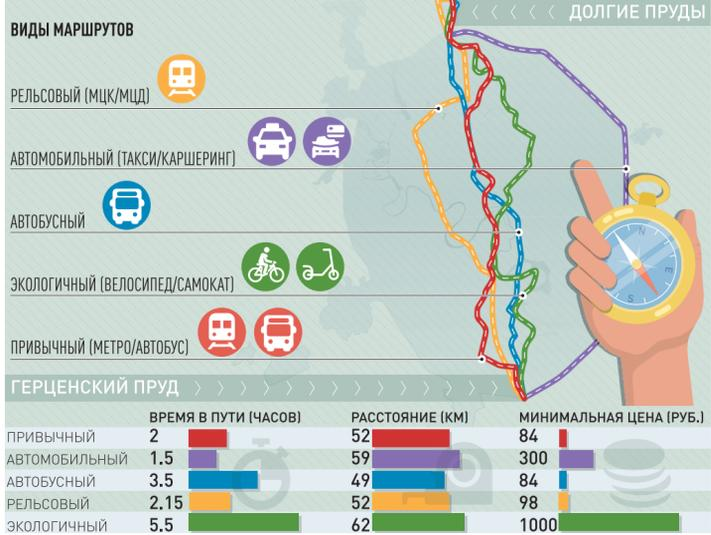 ДОЛГИЕ ПРУДЫ
ВИДЫ МАРШРУТОВ
РЕЛЬСОВЫЙ (МЦК/МЦД)
АВТОМОБИЛЬНЫЙ (ТАКСИ/КАРШЕРИНГ)
АВТОБУСНЫЙ
ЭКОЛОГИЧНЫЙ (ВЕЛОСИПЕД/САМОКАТ)
ПРИВЫЧНЫЙ (МЕТРО/АВТОБУС)
N
E
S
ГЕРЦЕНСКИЙ ПРУД
ВРЕМЯ В ПУТИ (ЧАСОВ) РАССТОЯНИЕ (КМ) МИНИМАЛЬНАЯ ЦЕНА (РУБ.)
ПРИВЫЧНЫЙ 2 52 84
АВТОМОБИЛЬНЫЙ 1.5 59 300
АВТОБУСНЫЙ 3.5 49 84
РЕЛЬСОВЫЙ 2.15 52 98
ЭКОЛОГИЧНЫЙ 5.5 62 1000